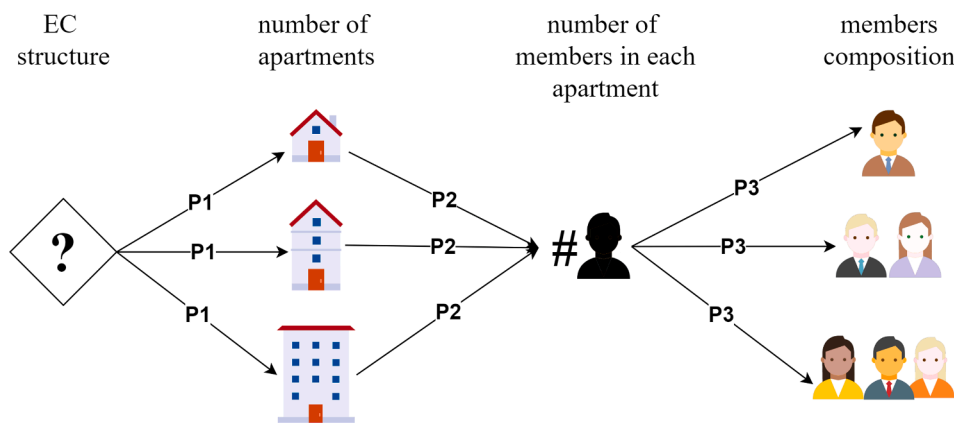 EC
structure
number of
apartments
number of
members in each
apartment
members
composition
P1
P1
P1
P2
P2
P2
?
#
P3
P3
P3